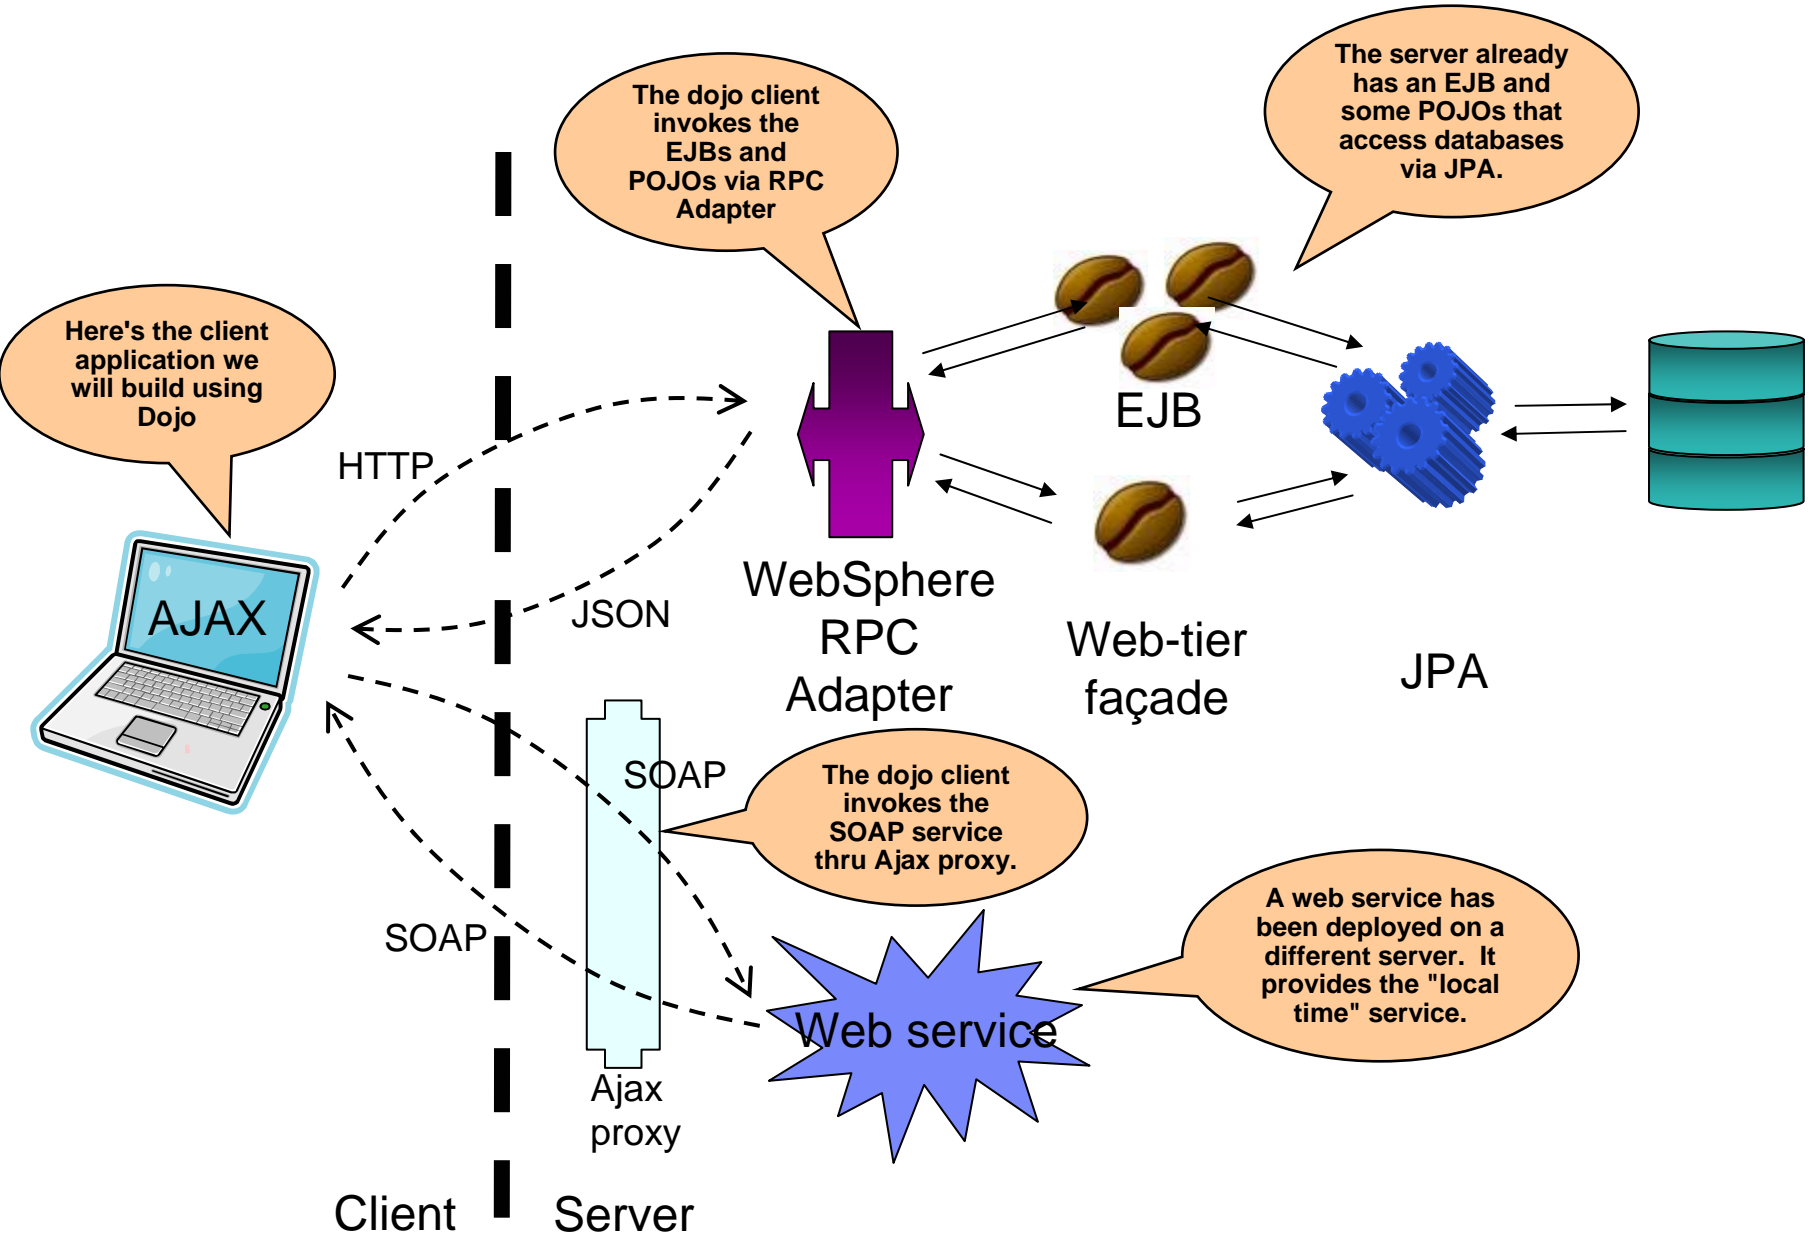 The server already
has an EJB and
some POJOs that
access databases
via JPA.
The dojo client
invokes the
EJBs and
POJOs via RPC
Adapter
Here's the client
application we
will build using
Dojo
EJB
HTTP
AJAX
JSON
WebSphere
RPC
Adapter
Web-tier
façade
JPA
SOAP
The dojo client
invokes the
SOAP service
thru Ajax proxy.
SOAP
A web service has
been deployed on a
different server.  It
provides the "local
time" service.
Web service
Ajax
proxy
Client
Server